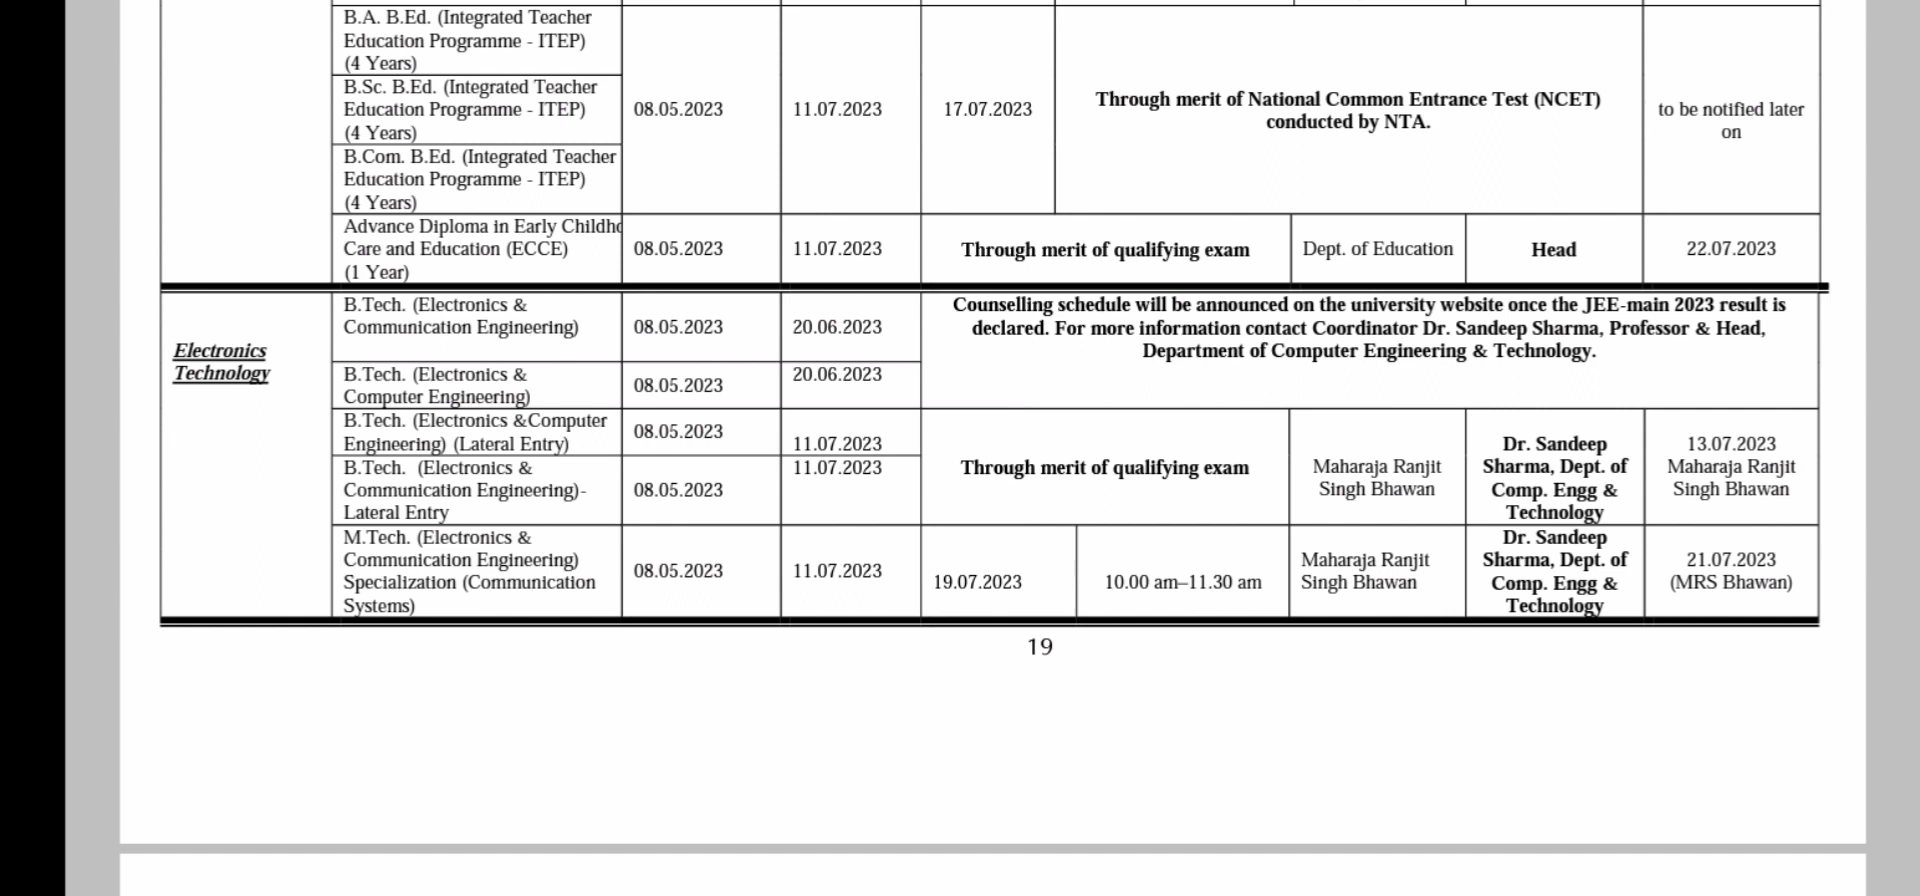 B.A. B.Ed. (Integrated Teacher
Education Programme - ITEP)
(4 Years)
B.Sc. B.Ed. (Integrated Teacher
Education Programme - ITEP)
(4 Years)
B.Com. B.Ed. (Integrated Teacher
Education Programme - ITEP)
(4 Years)
08.05.2023
11.07.2023
17.07.2023
Through merit of National Common Entrance Test (NCET)
conducted by NTA.
to be notified later
on
Advance Diploma in Early Childho
Care and Education (ECCE)
(1 Year)
08.05.2023
11.07.2023
Through merit of qualifying exam
Dept. of Education
Head
22.07.2023
Electronics
Technology
B.Tech. (Electronics &
Communication Engineering)
08.05.2023
20.06.2023
Counselling schedule will be announced on the university website once the JEE-main 2023 result is
declared. For more information contact Coordinator Dr. Sandeep Sharma, Professor & Head,
Department of Computer Engineering & Technology.
B.Tech. (Electronics &
Computer Engineering)
08.05.2023
20.06.2023
B.Tech. (Electronics &Computer
Engineering) (Lateral Entry)
08.05.2023
11.07.2023
B.Tech. (Electronics &
Communication Engineering)-
Lateral Entry
08.05.2023
11.07.2023
Through merit of qualifying exam
Maharaja Ranjit
Singh Bhawan
Dr. Sandeep
Sharma, Dept. of
Comp. Engg &
Technology
13.07.2023
Maharaja Ranjit
Singh Bhawan
M.Tech. (Electronics &
Communication Engineering)
Specialization (Communication
Systems)
08.05.2023
11.07.2023
19.07.2023
10.00 am–11.30 am
Maharaja Ranjit
Singh Bhawan
Dr. Sandeep
Sharma, Dept. of
Comp. Engg &
Technology
21.07.2023
(MRS Bhawan)
19